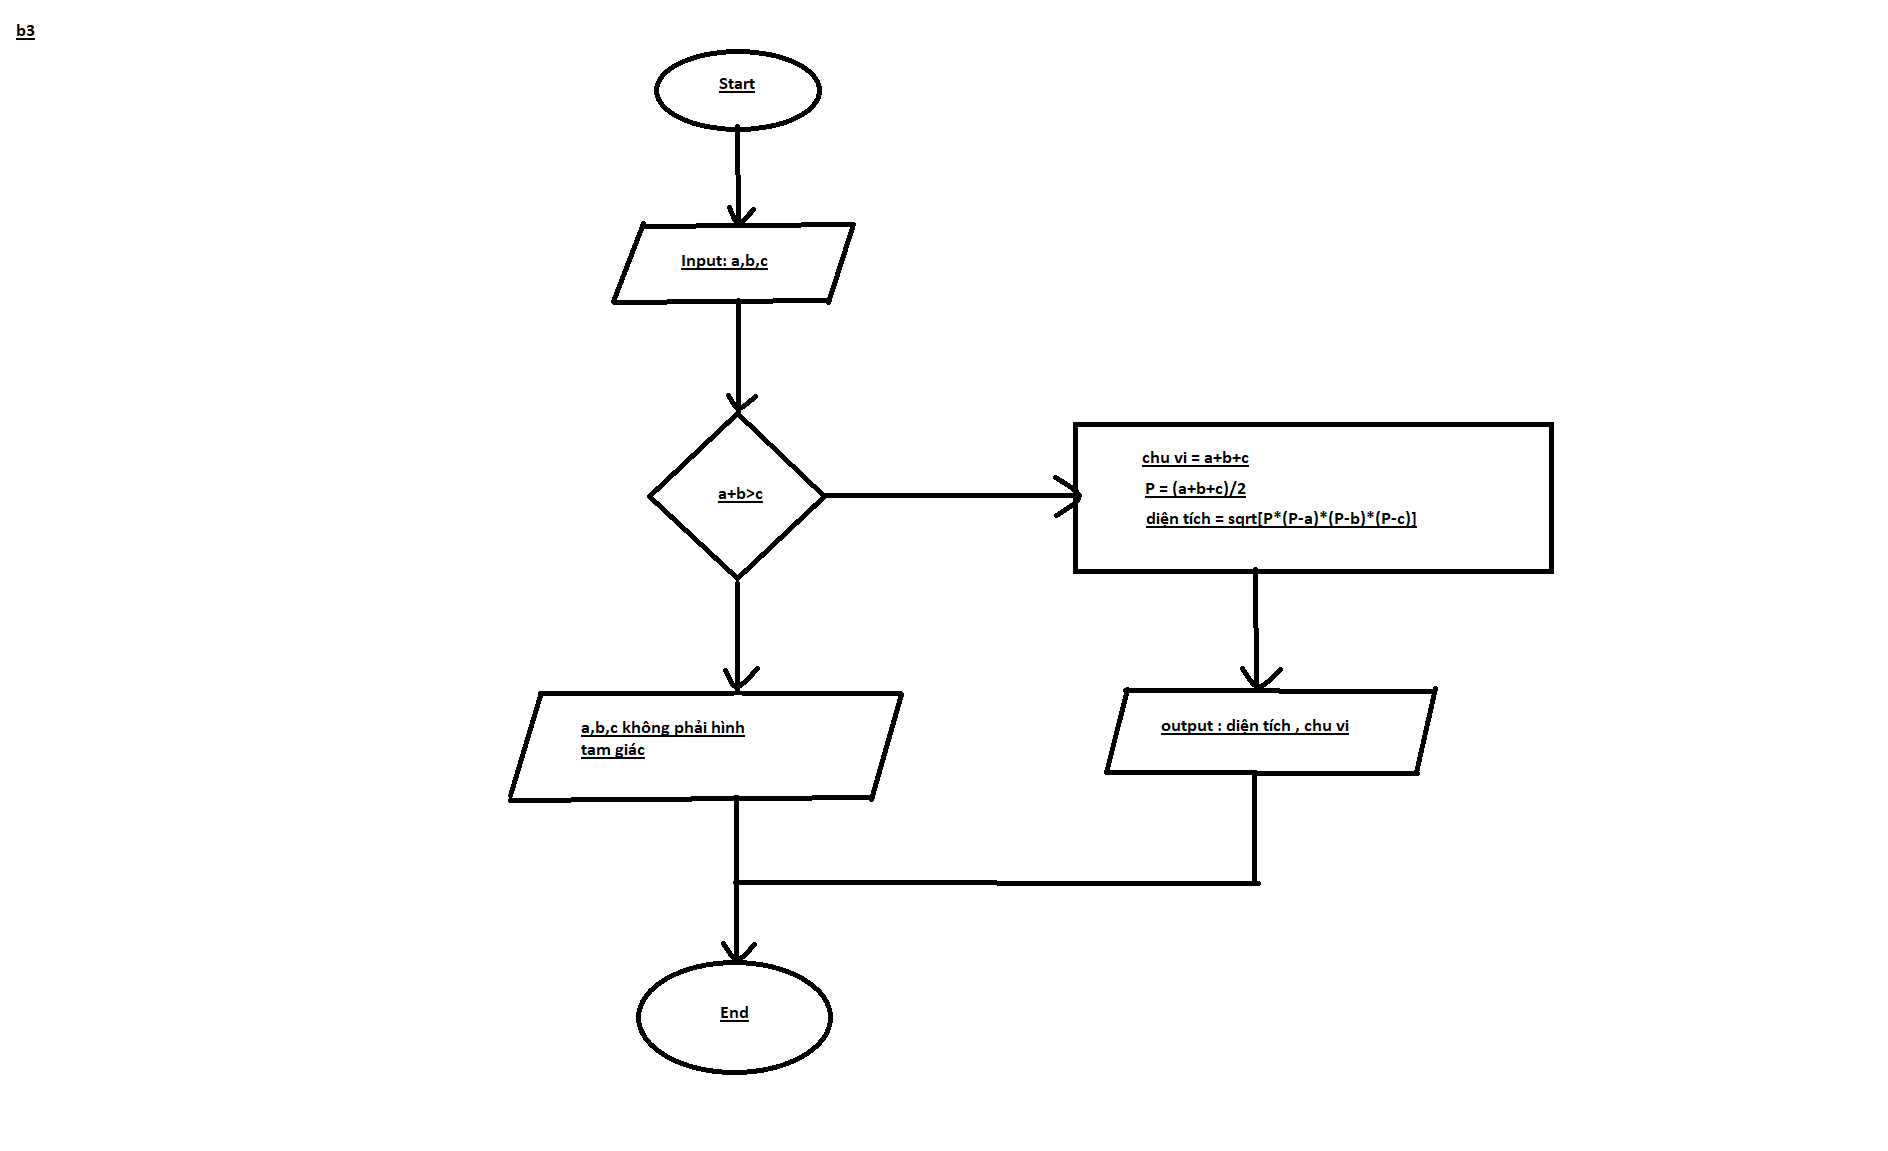 b3
Start
Input: a,b,c
a+b>c
chu vi = a+b+c
P = (a+b+c)/2
diện tích = sqrt[P*(P-a)*(P-b)*(P-c)]
a,b,c không phải hình
tam giác
output : diện tích , chu vi
End